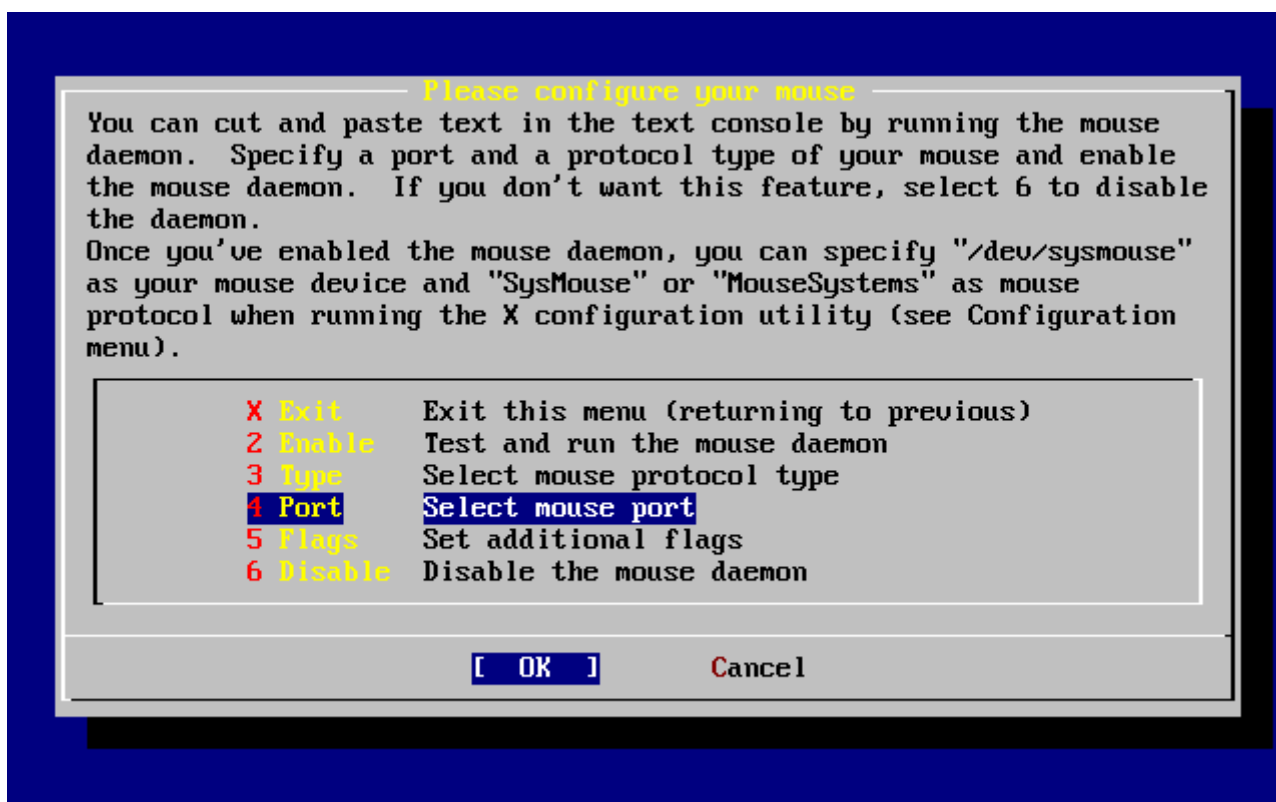 Please configure your mouse
You can cut and paste text in the text console by running the mouse
daemon.  Specify a port and a protocol type of your mouse and enable
the mouse daemon.  If you don't want this feature, select 6 to disable
the daemon.
Once you've enabled the mouse daemon, you can specify "/dev/sysmouse"
as your mouse device and "SysMouse" or "MouseSystems" as mouse
protocol when running the X configuration utility (see Configuration
menu).
X Exit Exit this menu (returning to previous)
2 Enable Test and run the mouse daemon
3 Type Select mouse protocol type
4 Port Select mouse port
5 Flags Set additional flags
6 Disable Disable the mouse daemon
[ OK ] Cancel